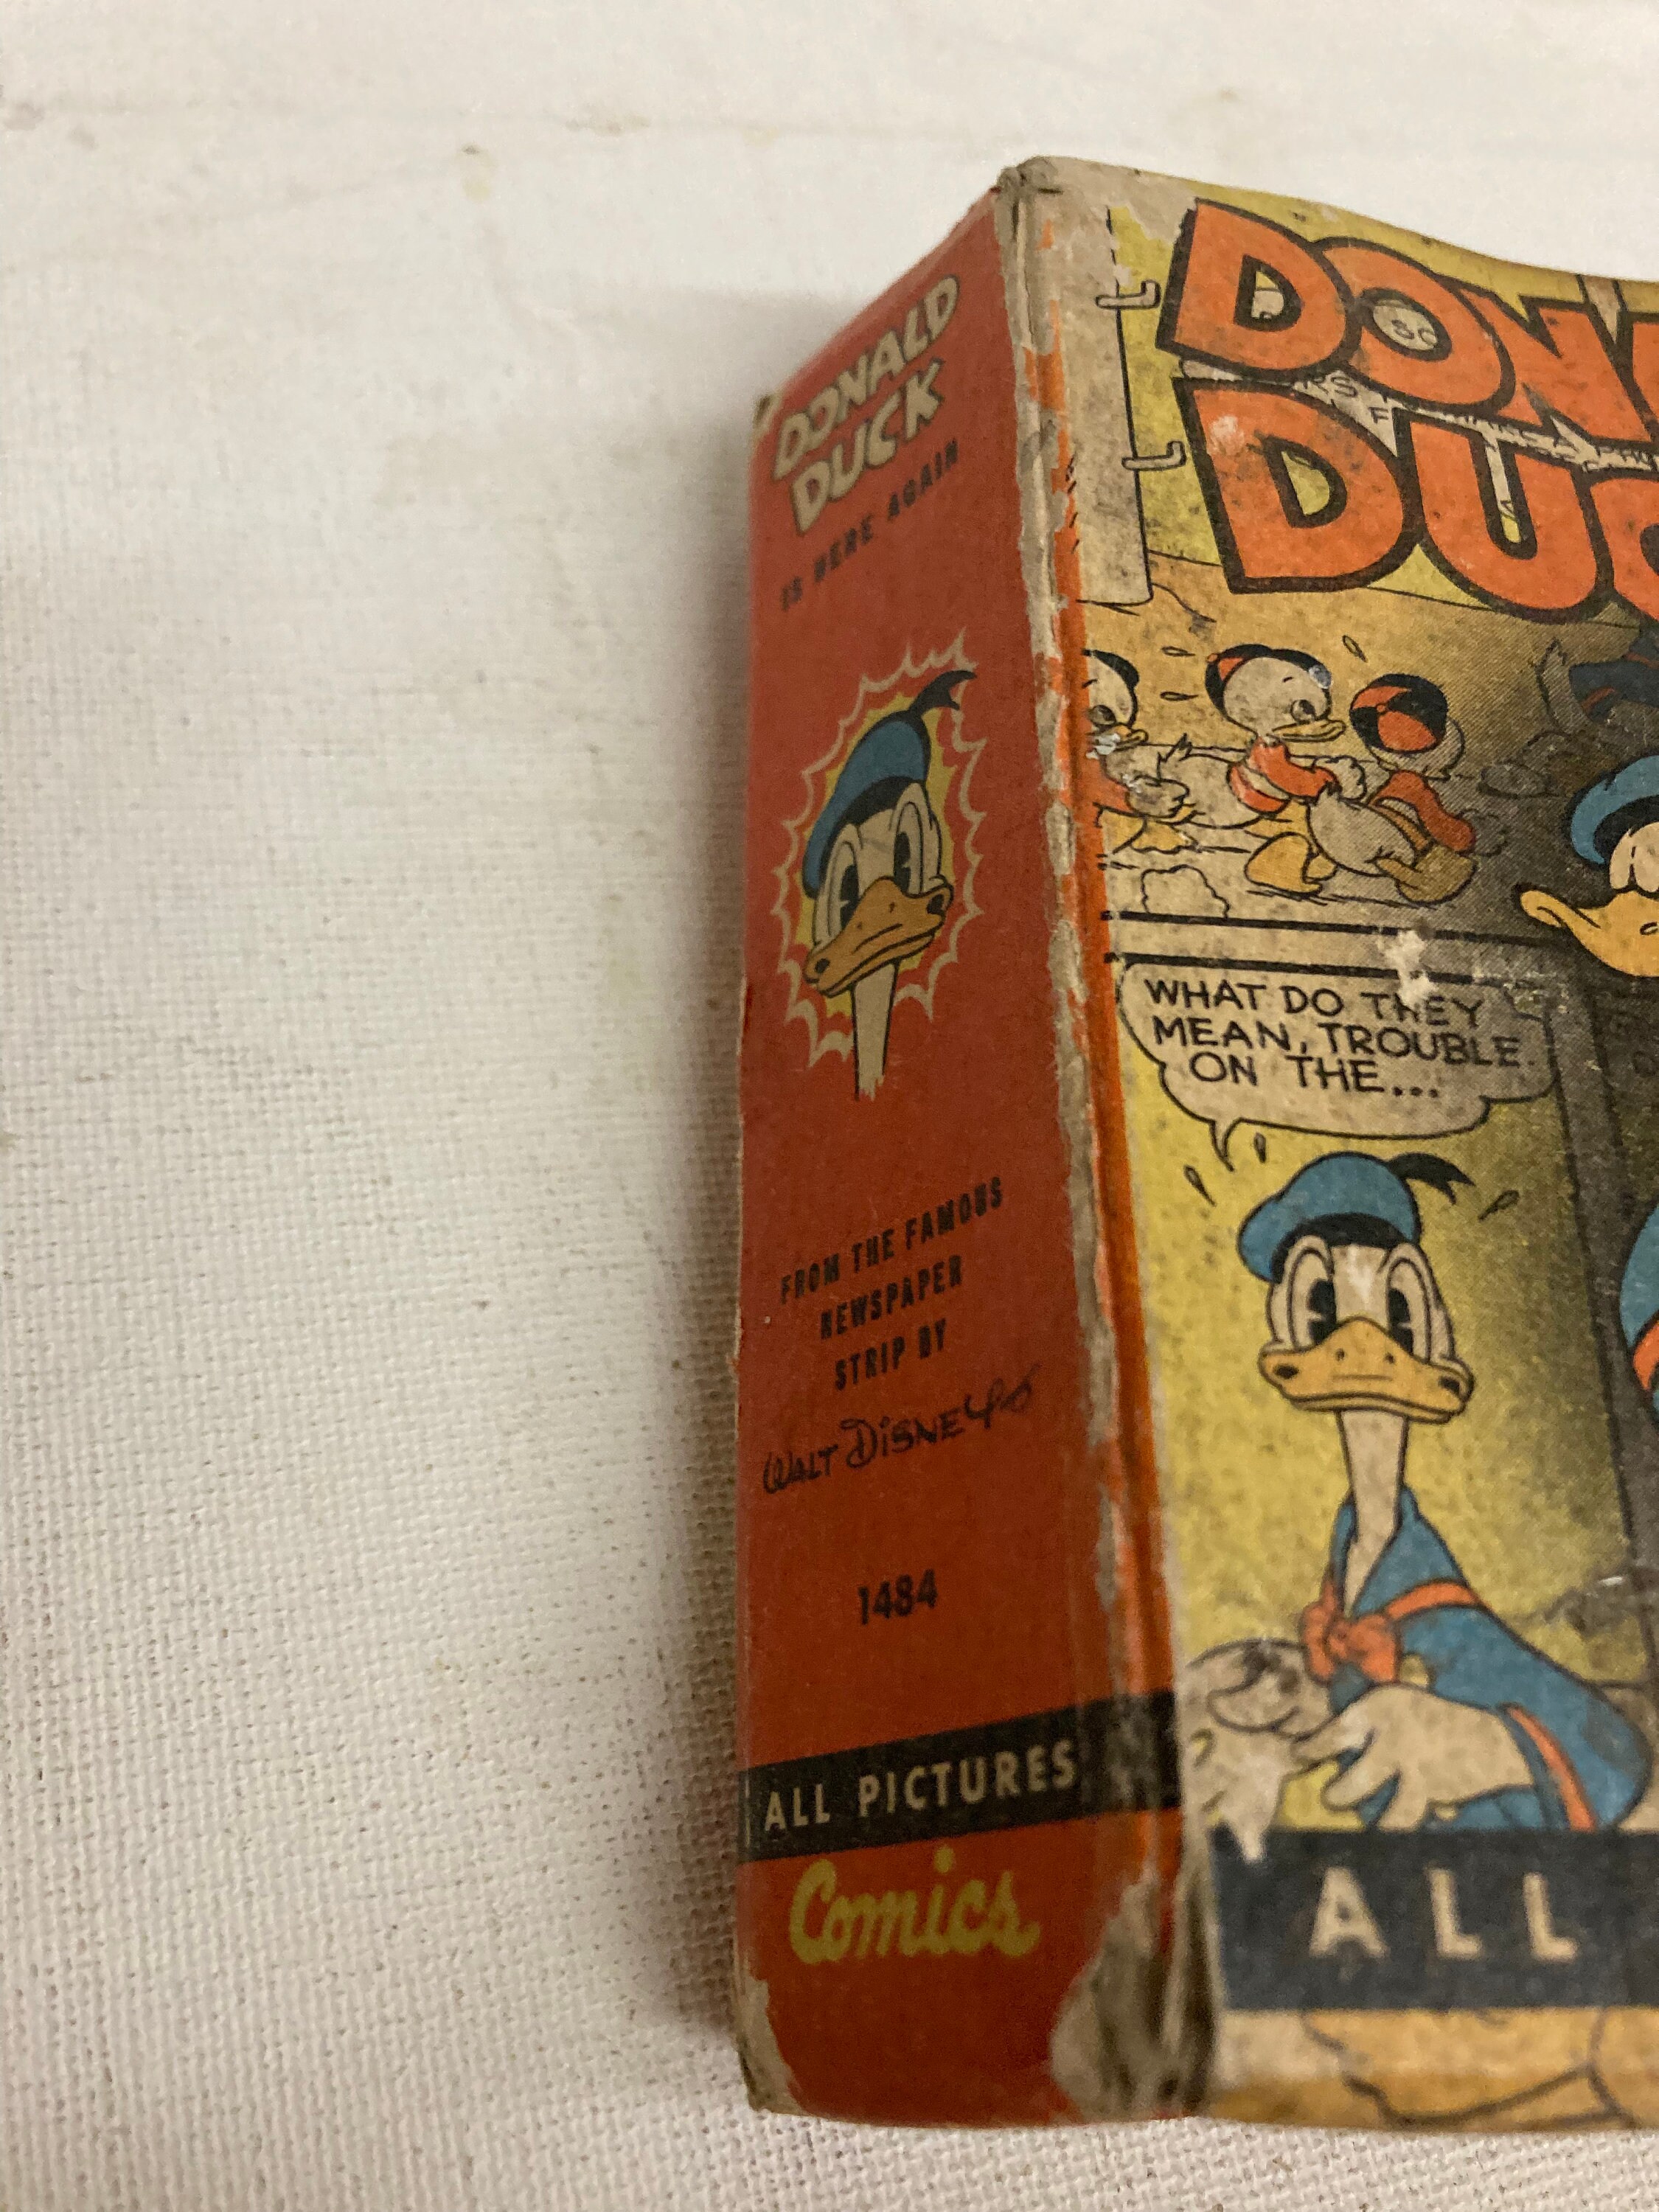 DONALD
DUCK
IS HERE AGAIN
FROM THE FAMOUS
NEWSPAPER
STRIP BY
WALT DISNEY
1484
ALL PICTURES
Comics
DON
DUC
WHAT DO THEY
MEAN, TROUBLE
ON THE...
ALL